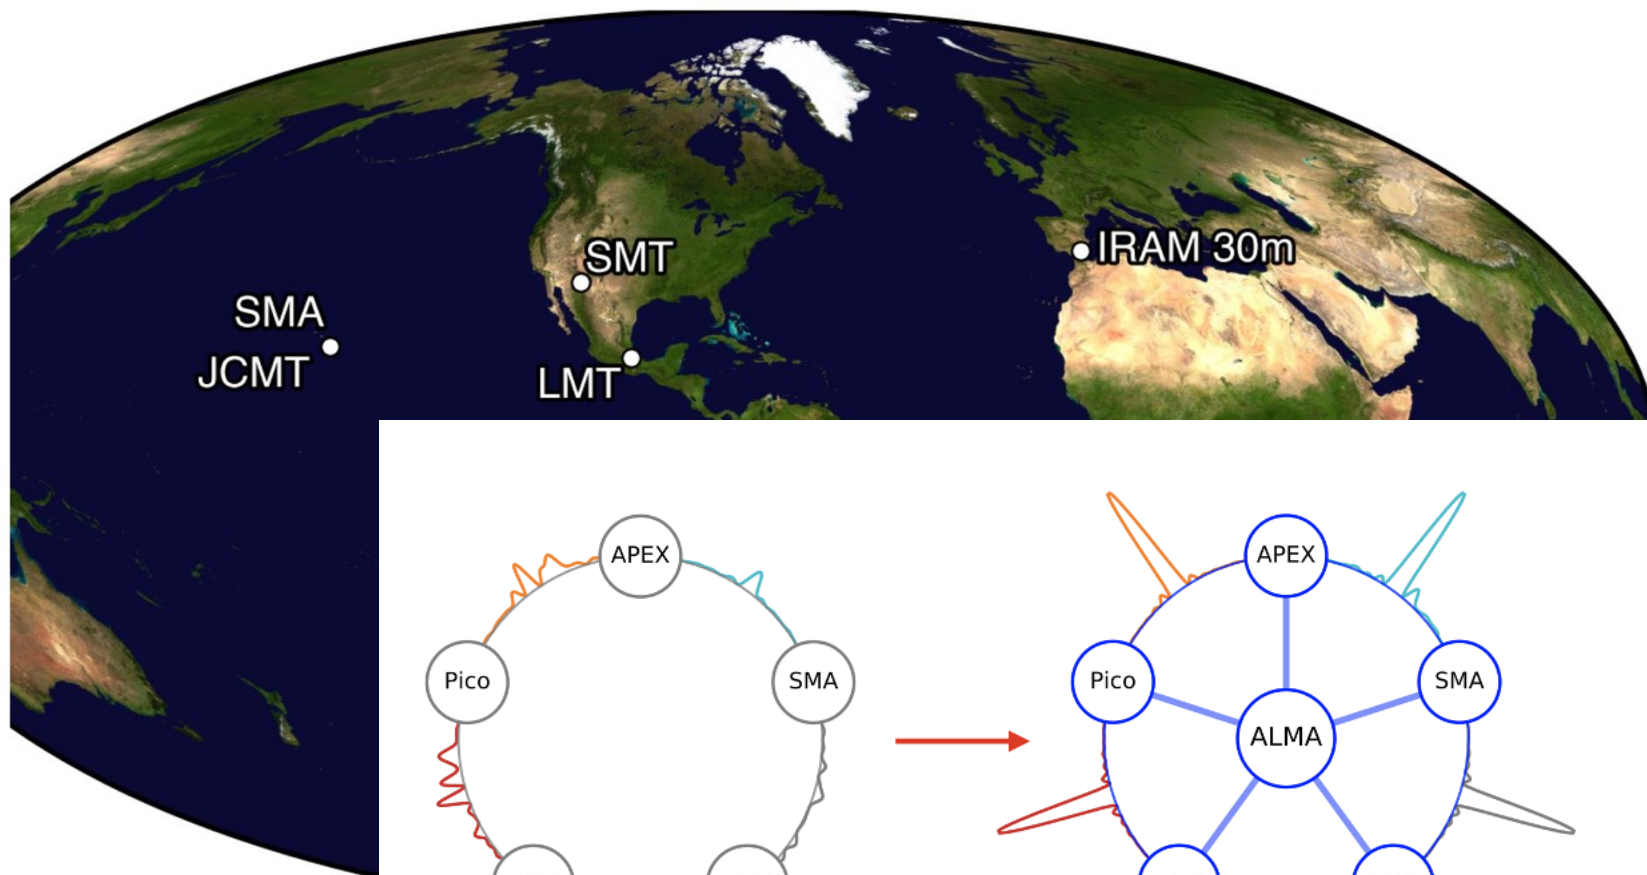 SMT
IRAM 30m
SMA
JCMT
LMT
APEX
APEX
Pico
SMA
Pico
SMA
ALMA